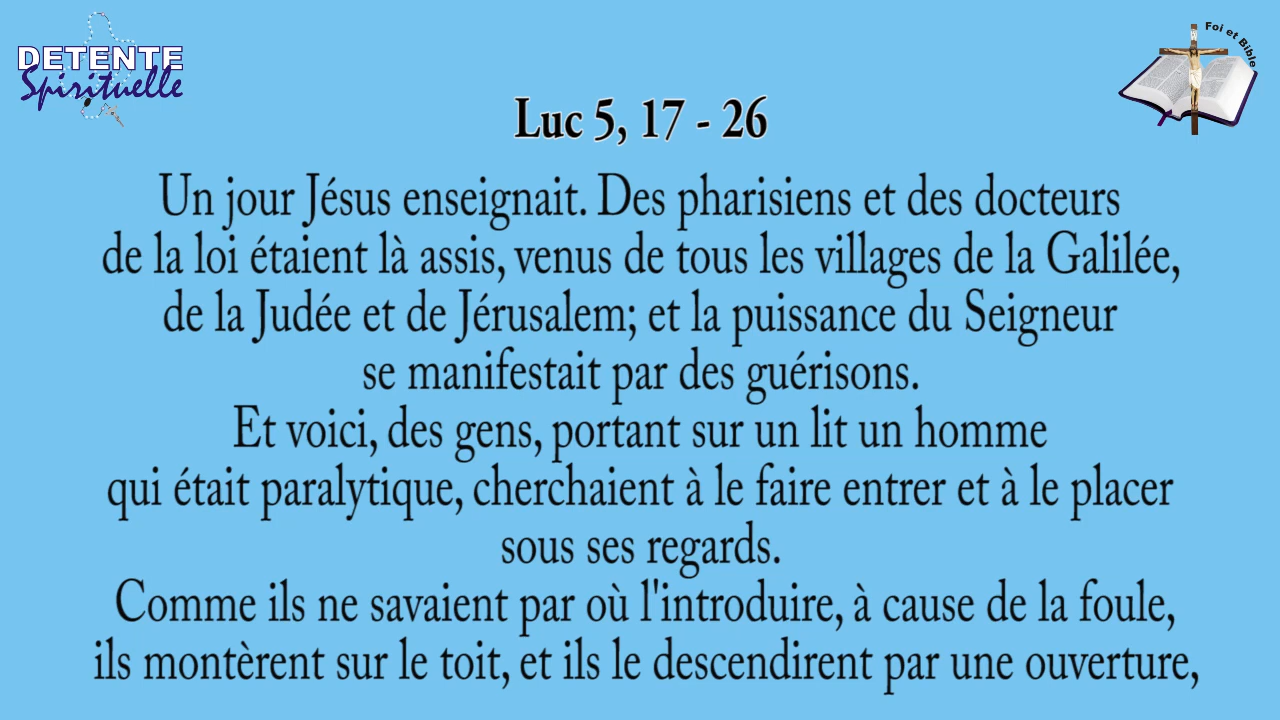 DETENTE
Spirituelle
Foi et Bible
Luc 5, 17 - 26
Un jour Jésus enseignait. Des pharisiens et des docteurs
de la loi étaient là assis, venus de tous les villages de la Galilée,
de la Judée et de Jérusalem; et la puissance du Seigneur
se manifestait par des guérisons.
Et voici, des gens, portant sur un lit un homme
qui était paralytique, cherchaient à le faire entrer et à le placer
sous ses regards.
Comme ils ne savaient par où l'introduire, à cause de la foule,
ils montèrent sur le toit, et ils le descendirent par une ouverture,